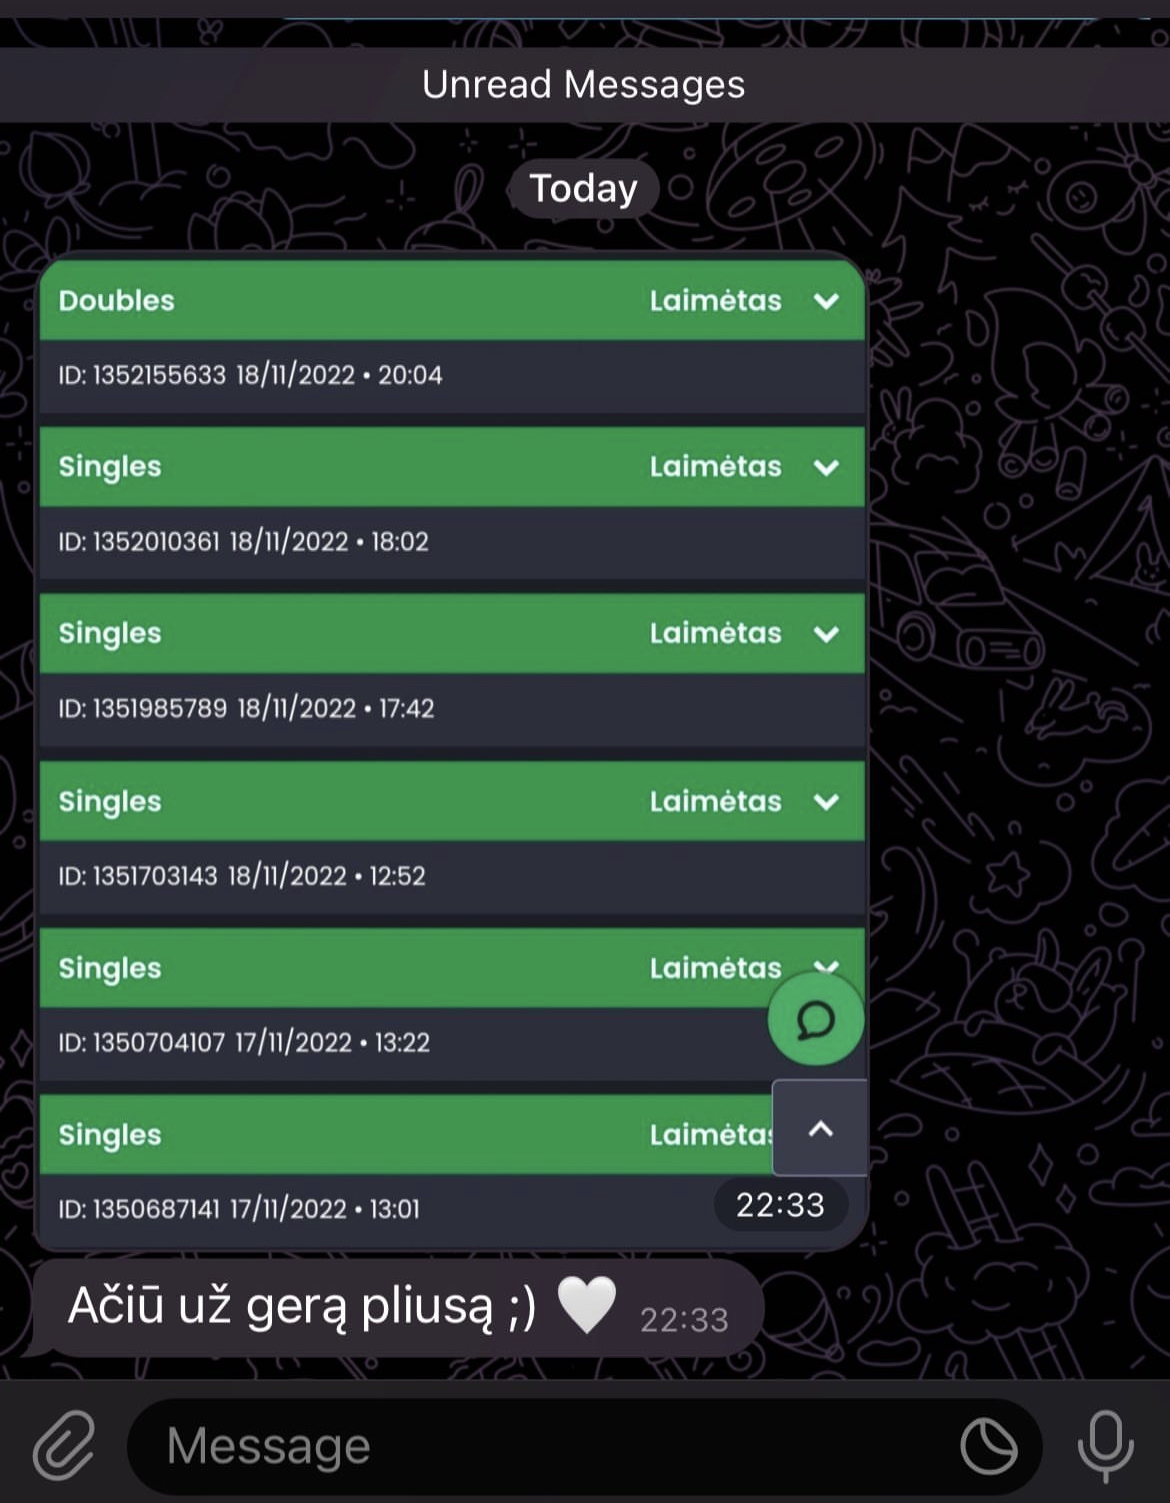 Unread Messages
Today
Doubles Laimėtas
ID: 1352155633 18/11/2022 • 20:04
Singles Laimėtas
ID: 1352010361 18/11/2022 • 18:02
Singles Laimėtas
ID: 1351985789 18/11/2022 • 17:42
Singles Laimėtas
ID: 1351703143 18/11/2022 • 12:52
Singles Laimėtas
ID: 1350704107 17/11/2022 • 13:22
Singles Laimėtas
ID: 1350687141 17/11/2022 • 13:01
22:33
Ačiū už gerą pliusą ;) 🤍 22:33
Message